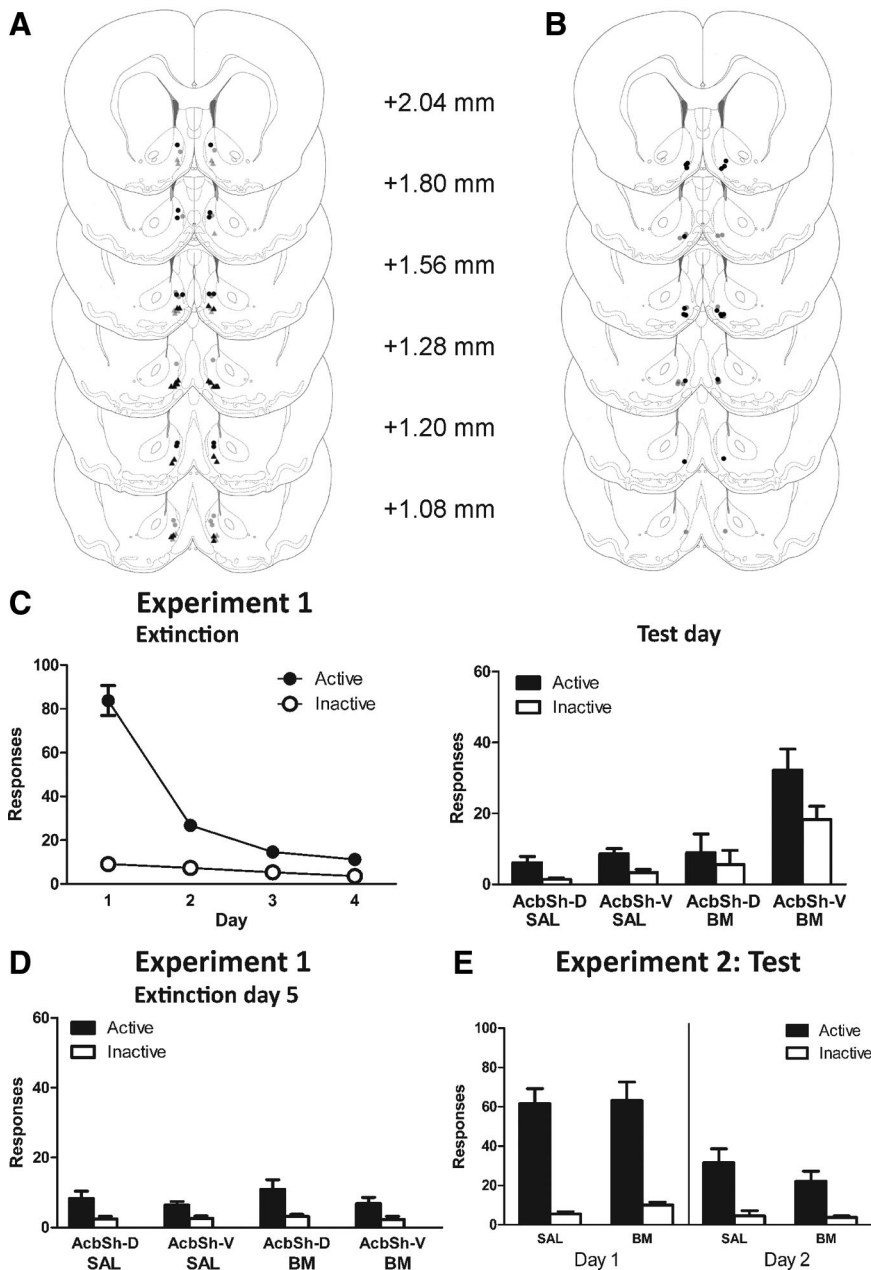 A
B
+2.04 mm
+1.80 mm
+1.56 mm
+1.28 mm
+1.20 mm
+1.08 mm
C
Experiment 1
Extinction
100
80
60
40
20
0
Responses
Active
Inactive
1 2 3 4
Day
Test day
60
40
20
0
Responses
Active
Inactive
AcbSh-D AcbSh-V AcbSh-D AcbSh-V
SAL SAL BM BM
D
Experiment 1
Extinction day 5
60
40
20
0
Responses
Active
Inactive
AcbSh-D AcbSh-V AcbSh-D AcbSh-V
SAL SAL BM BM
E
Experiment 2: Test
100
80
60
40
20
0
Responses
Active
Inactive
SAL BM SAL BM
Day 1 Day 2